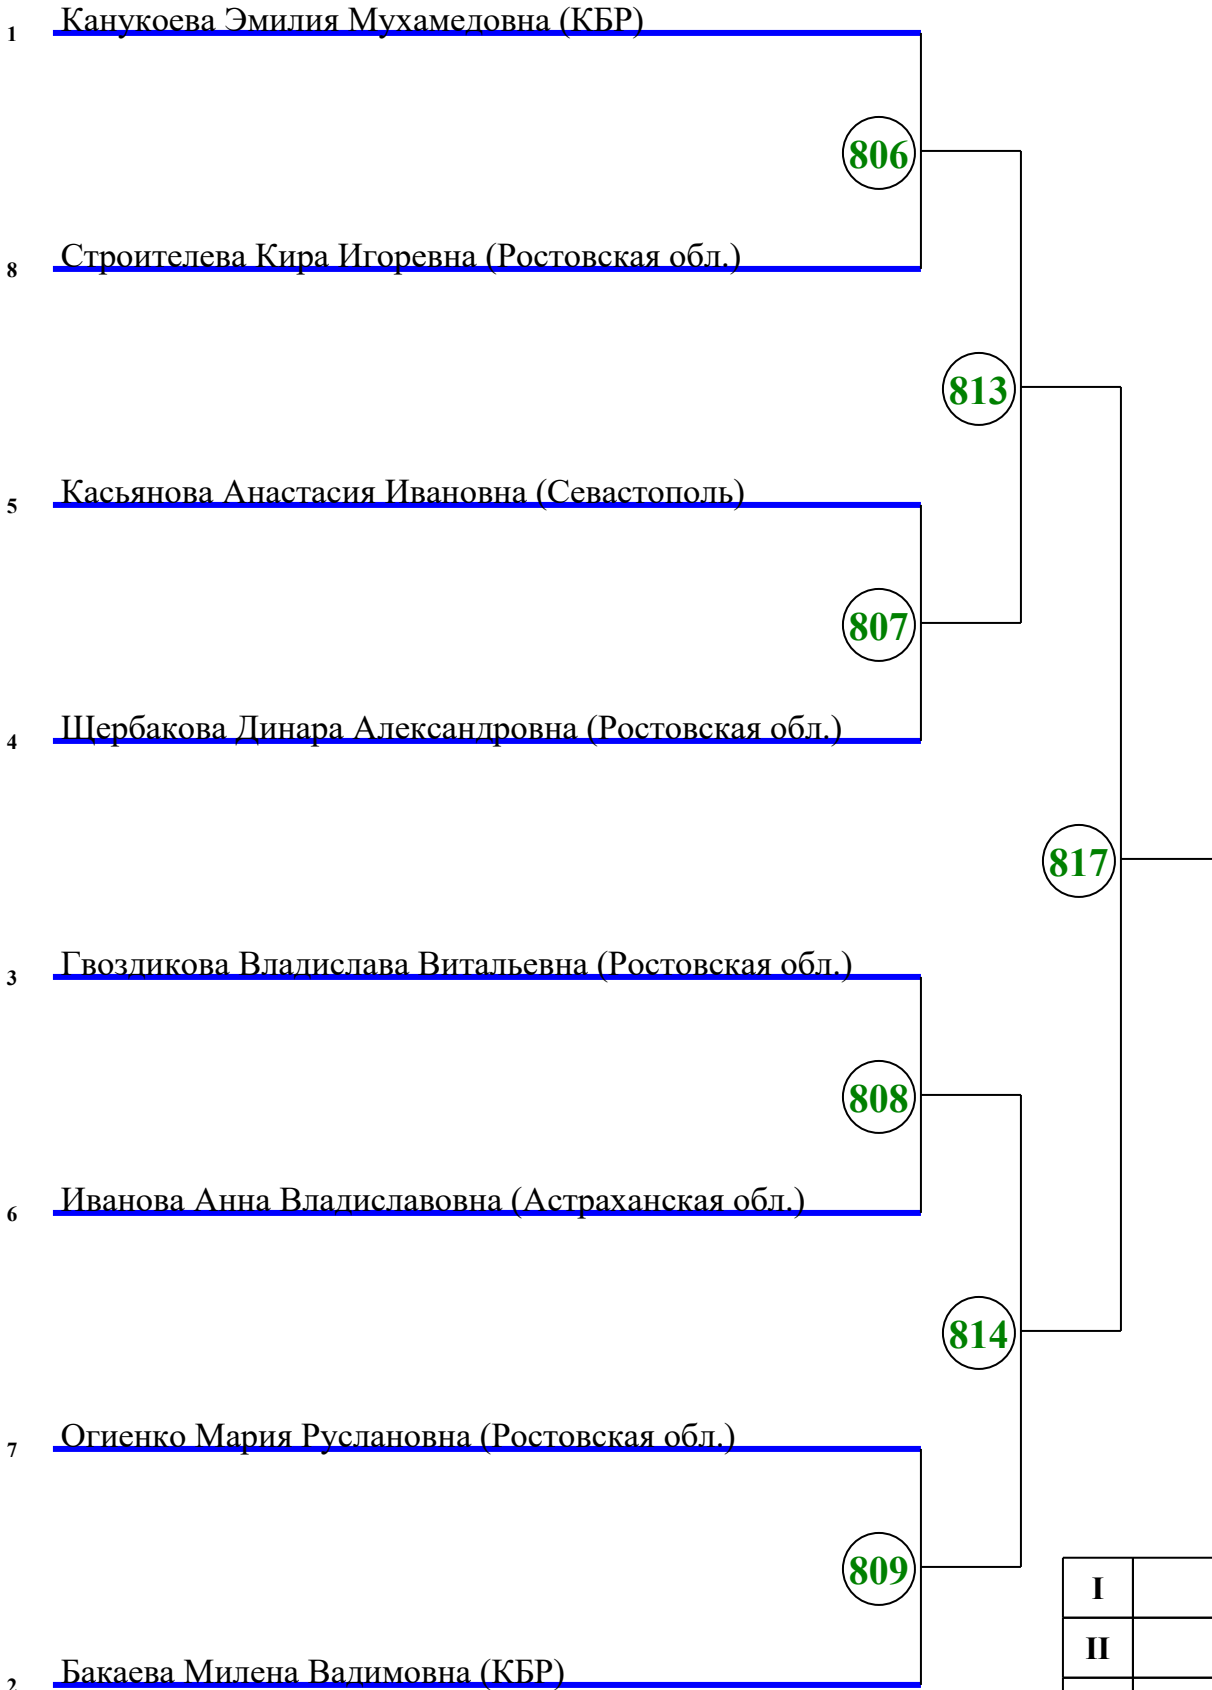 1 Канукоева Эмилия Мухамедовна (КБР)
806
8 Строителева Кира Игоревна (Ростовская обл.)
813
5 Касьянова Анастасия Ивановна (Севастополь)
807
4 Щербакова Динара Александровна (Ростовская обл.)
817
3 Гвоздикова Владислава Витальевна (Ростовская обл.)
808
6 Иванова Анна Владиславовна (Астраханская обл.)
814
7 Огиенко Мария Руслановна (Ростовская обл.)
809
I
II
2 Бакаева Милена Вадимовна (КБР)